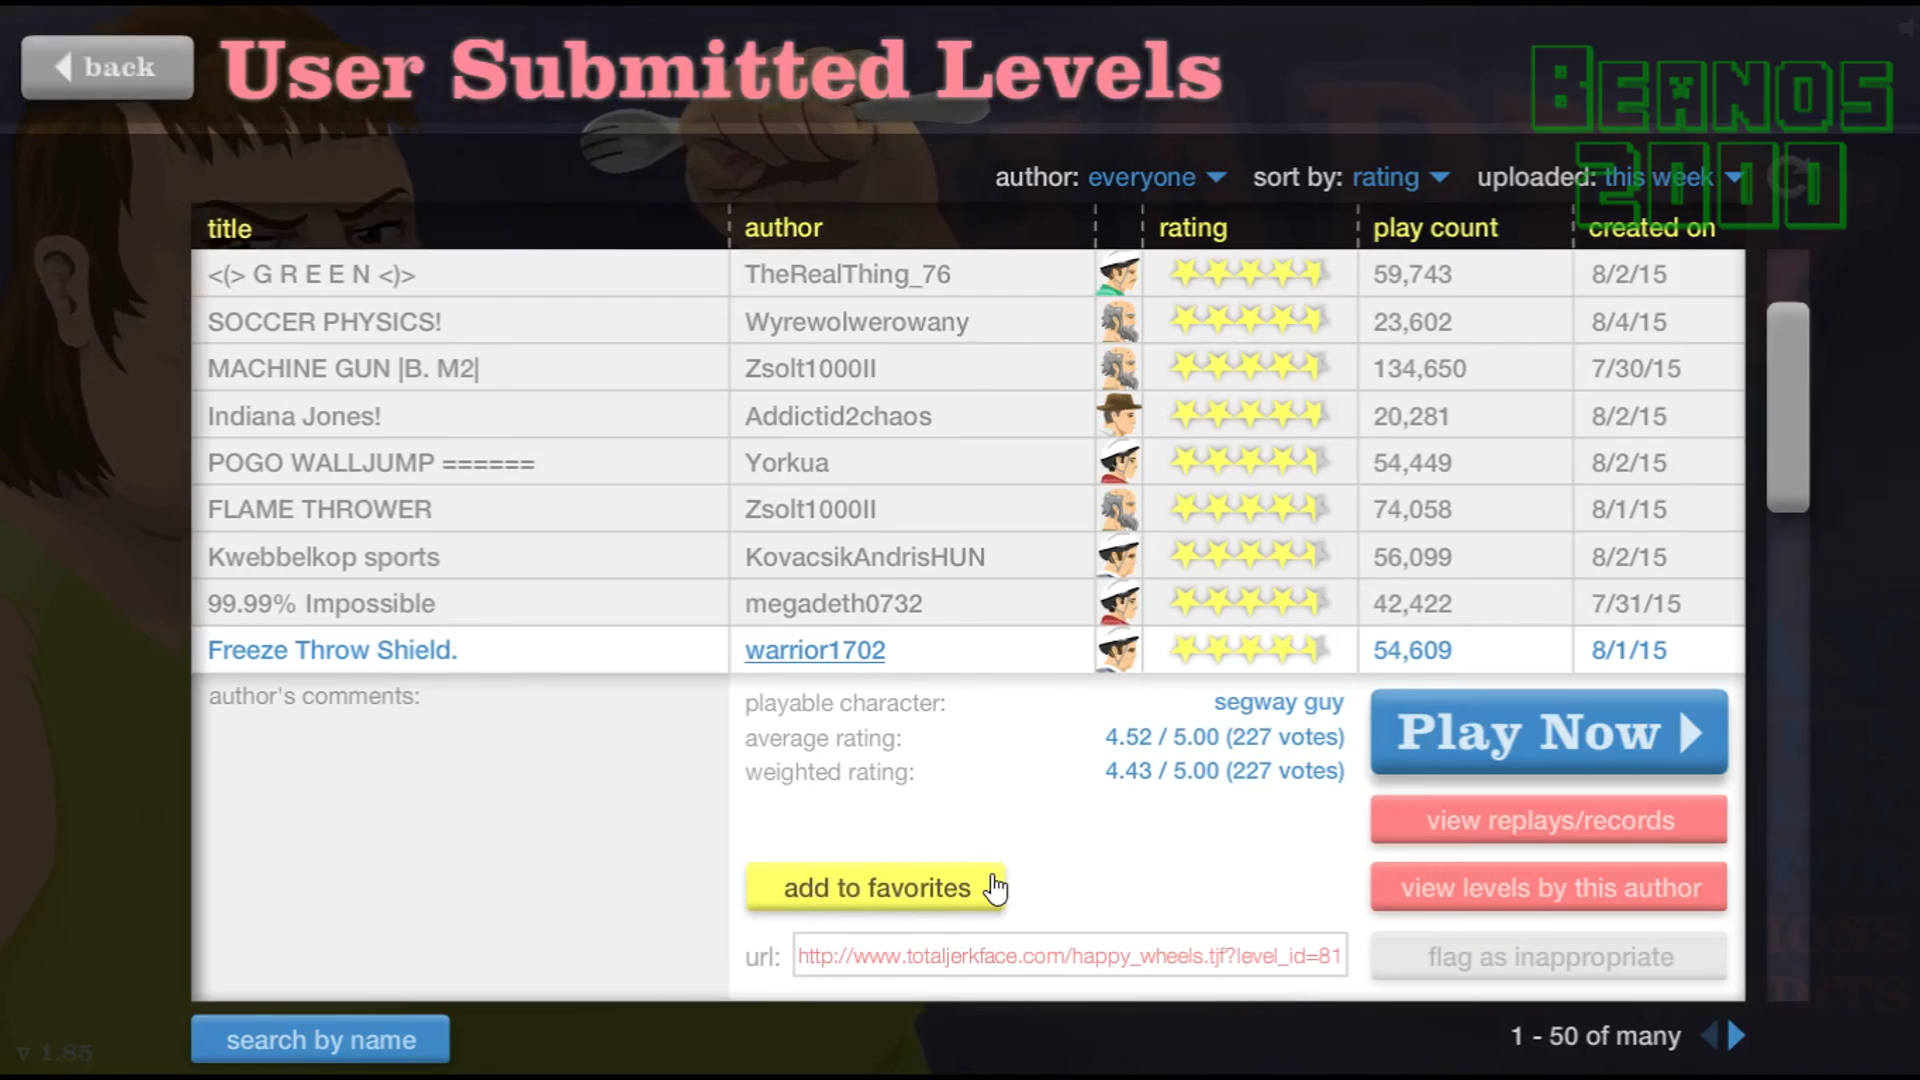 back
User Submitted Levels
BEANOS
2000
author: everyone sort by: rating uploaded: this week
title author rating play count created on
<(> G R E E N <)> TheRealThing_76 59,743 8/2/15
SOCCER PHYSICS! Wyrewolwerowany 23,602 8/4/15
MACHINE GUN |B. M2| Zsolt1000II 134,650 7/30/15
Indiana Jones! Addictid2chaos 20,281 8/2/15
POGO WALLJUMP ====== Yorkua 54,449 8/2/15
FLAME THROWER Zsolt1000II 74,058 8/1/15
Kwebbelkop sports KovacsikAndrisHUN 56,099 8/2/15
99.99% Impossible megadeth0732 42,422 7/31/15
Freeze Throw Shield. warrior1702 54,609 8/1/15
author's comments:
playable character: segway guy
average rating: 4.52 / 5.00 (227 votes)
weighted rating: 4.43 / 5.00 (227 votes)
Play Now
view replays/records
add to favorites
view levels by this author
url: http://www.totaljerkface.com/happy_wheels.tjf?level_id=81
flag as inappropriate
search by name
1 - 50 of many
v 1.85